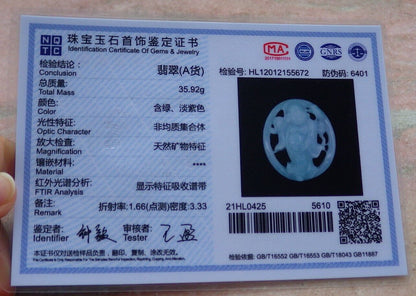 NGTC
珠宝玉石首饰鉴定证书
Identification Certificate Of Gems & Jewelry
MA
GNRS
检验结论
Conclusion
翡翠(A货)
检验号: HL12012155672
防伪码: 6401
总质量:
Total Mass
35.92g
颜色:
Color
含绿、淡紫色
光性特征:
Optic Character
非均质集合体
放大检查:
Magnification
天然矿物特征
镶嵌材料:
Material
****
红外光谱分析:
FTIR Analysis
显示特征吸收谱带
备注:
Remark
折射率:1.66(点测)密度:3.33
21HL0425
5610
鉴定者:
Identifier
审核者:
Tester
检验依据: GB/T16552 GB/T16553 GB/T18043 GB11887